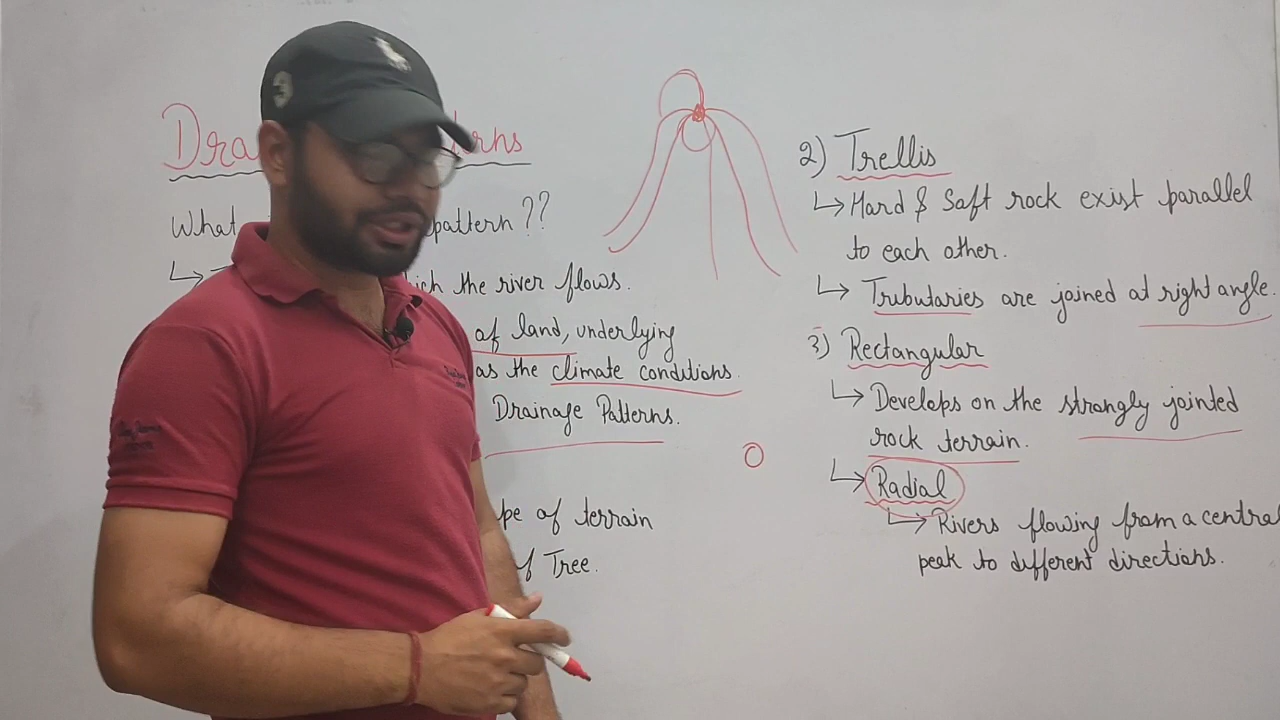 Dra erns
What pattern ??
ich the river flows.
of land, underlying
as the climate conditions.
Drainage Patterns.
pe of terrain
f Tree.
2) Trellis
↳ Hard & Saft rock exist parallel
to each other.
↳ Tributaries are joined at right angle.
3) Rectangular
↳ Develops on the strongly jointed
rock terrain.
↳ Radial
↳ Rivers flowing from a central
peak to different directions.